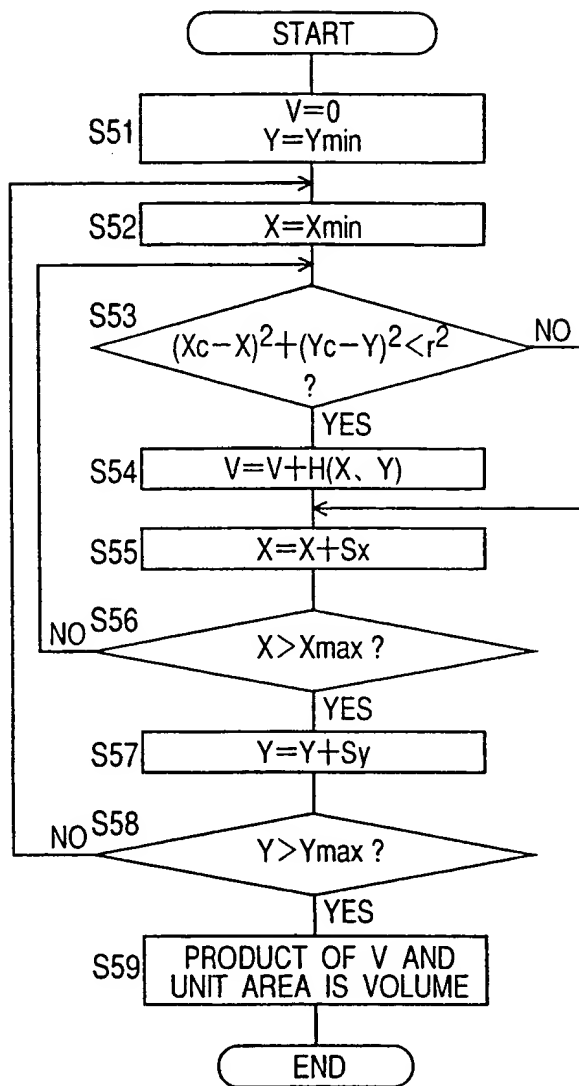 START
S51
V=0
Y=Ymin
S52
X=Xmin
S53
(Xc−X)²+(Yc−Y)²<r²
?
NO
YES
S54
V=V+H(X、Y)
S55
X=X+Sx
S56
NO
X>Xmax ?
YES
S57
Y=Y+Sy
S58
NO
Y>Ymax ?
YES
S59
PRODUCT OF V AND
UNIT AREA IS VOLUME
END